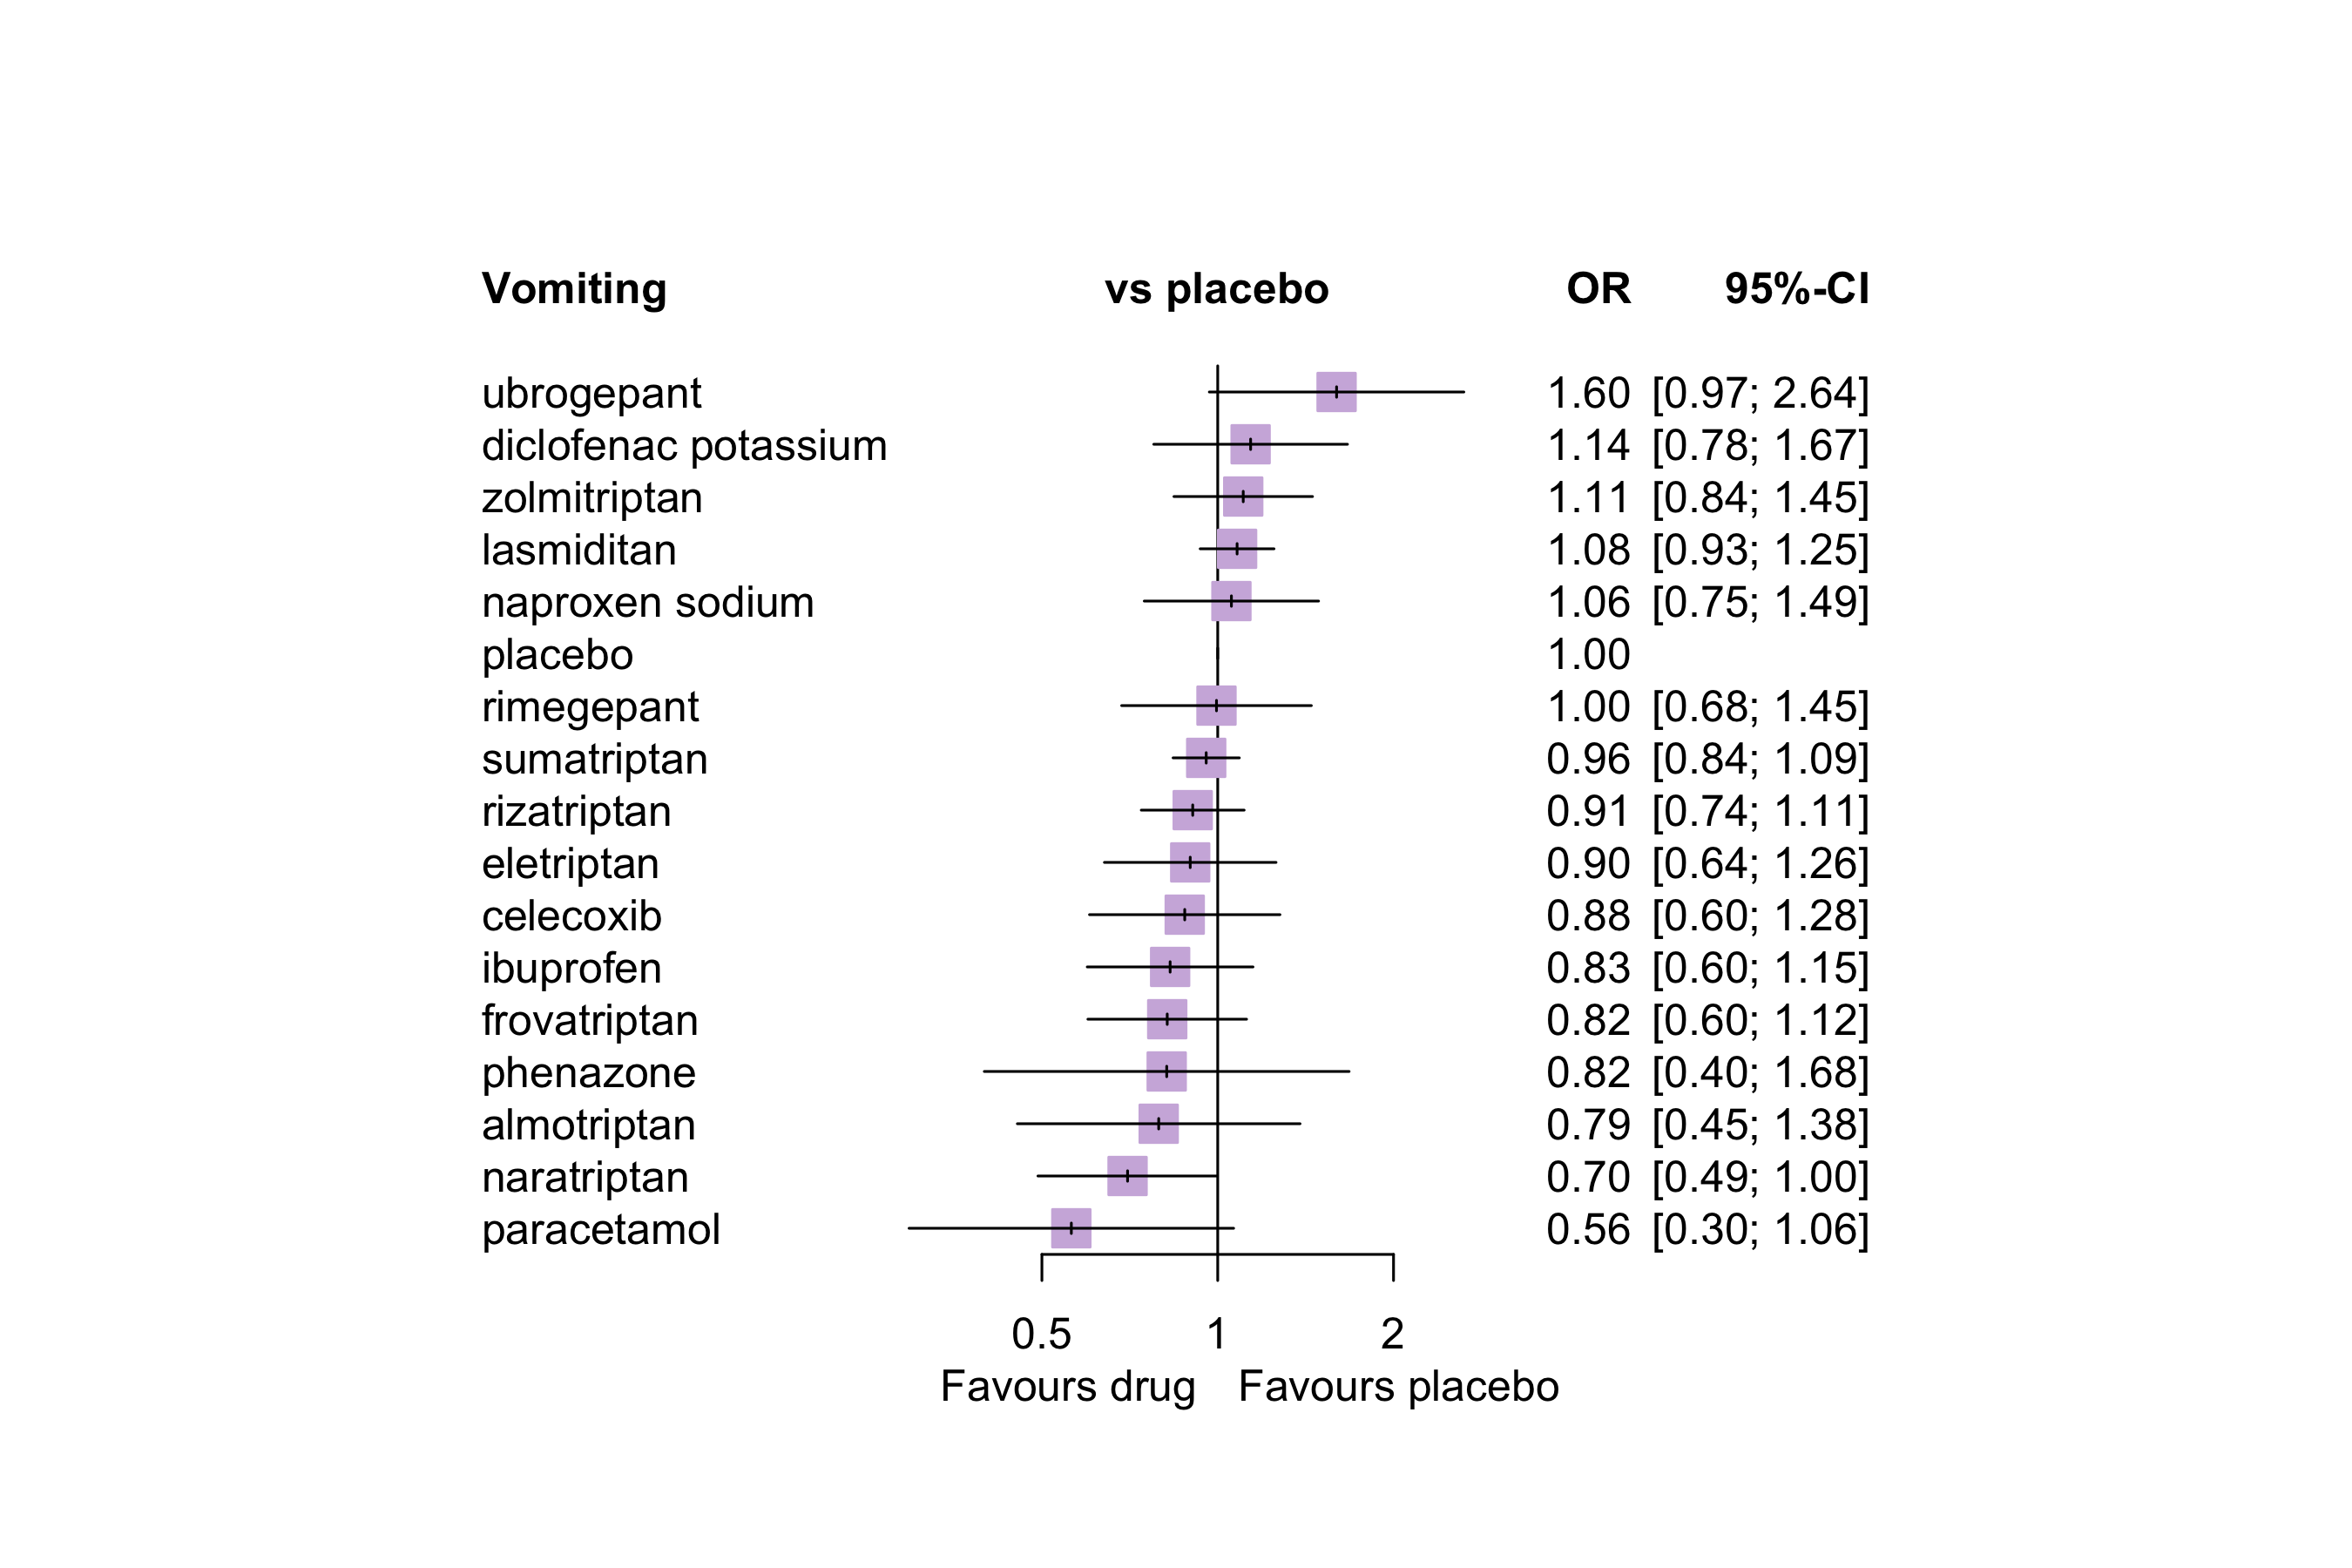 Vomiting vs placebo OR 95%-CI
ubrogepant 1.60 [0.97; 2.64]
diclofenac potassium 1.14 [0.78; 1.67]
zolmitriptan 1.11 [0.84; 1.45]
lasmiditan 1.08 [0.93; 1.25]
naproxen sodium 1.06 [0.75; 1.49]
placebo 1.00
rimegepant 1.00 [0.68; 1.45]
sumatriptan 0.96 [0.84; 1.09]
rizatriptan 0.91 [0.74; 1.11]
eletriptan 0.90 [0.64; 1.26]
celecoxib 0.88 [0.60; 1.28]
ibuprofen 0.83 [0.60; 1.15]
frovatriptan 0.82 [0.60; 1.12]
phenazone 0.82 [0.40; 1.68]
almotriptan 0.79 [0.45; 1.38]
naratriptan 0.70 [0.49; 1.00]
paracetamol 0.56 [0.30; 1.06]
0.5 1 2
Favours drug Favours placebo